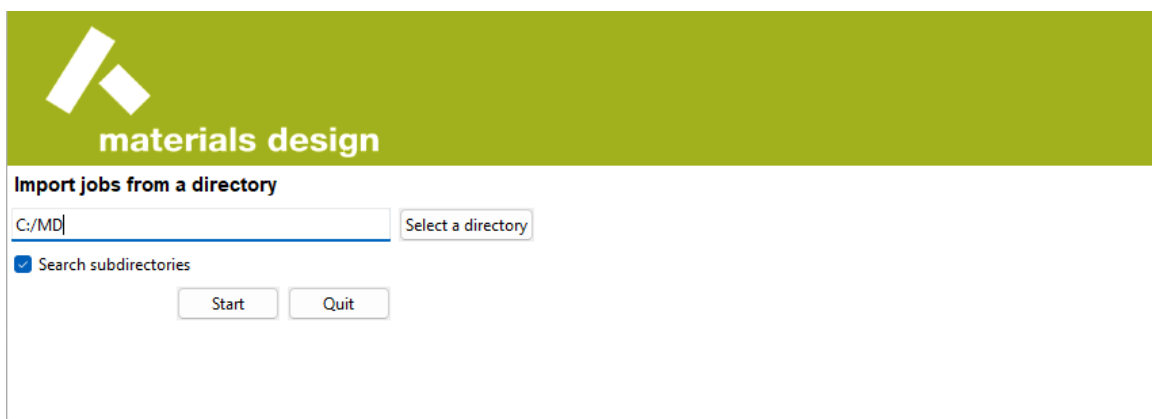 materials design
Import jobs from a directory
C:/MD Select a directory
Search subdirectories
Start Quit